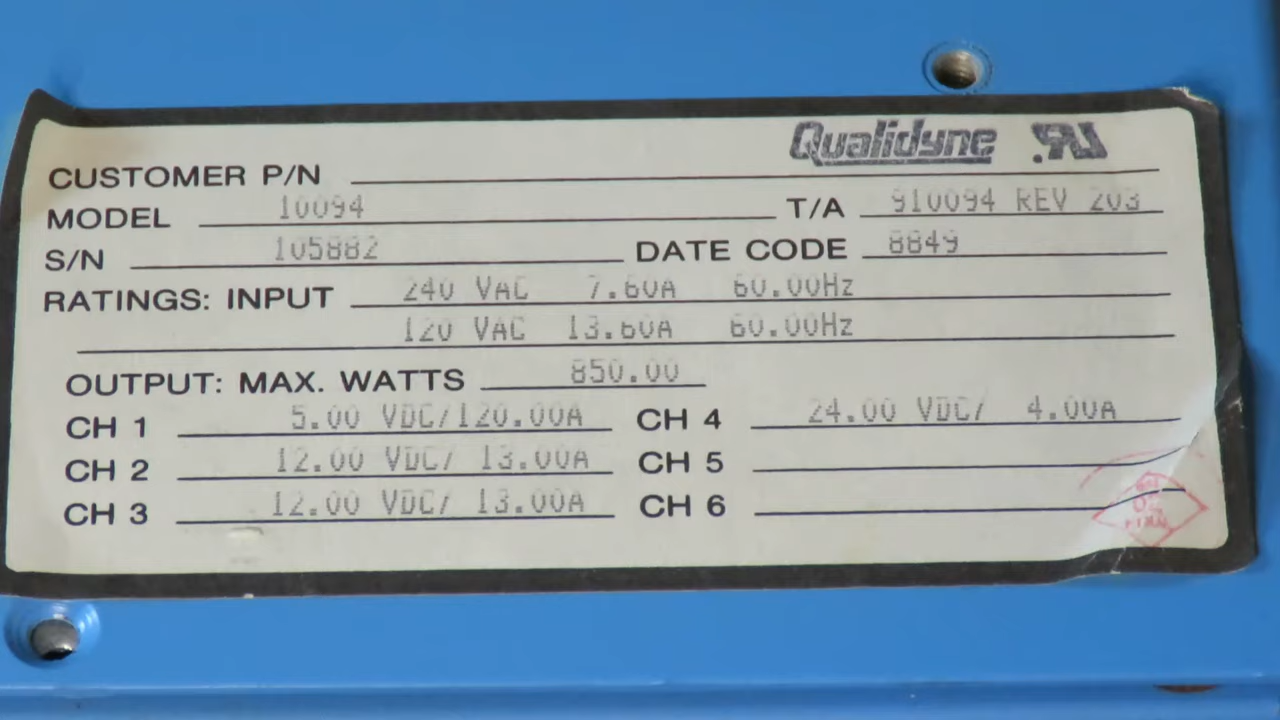 Qualidyne
CUSTOMER P/N
MODEL 10094 T/A 910094 REV 203
S/N 105882 DATE CODE 8849
RATINGS: INPUT 240 VAC 7.60A 60.00Hz
120 VAC 13.60A 60.00Hz
OUTPUT: MAX. WATTS 850.00
CH 1 5.00 VDC/120.00A CH 4 24.00 VDC/ 4.00A
CH 2 12.00 VDC/ 13.00A CH 5
CH 3 12.00 VDC/ 13.00A CH 6